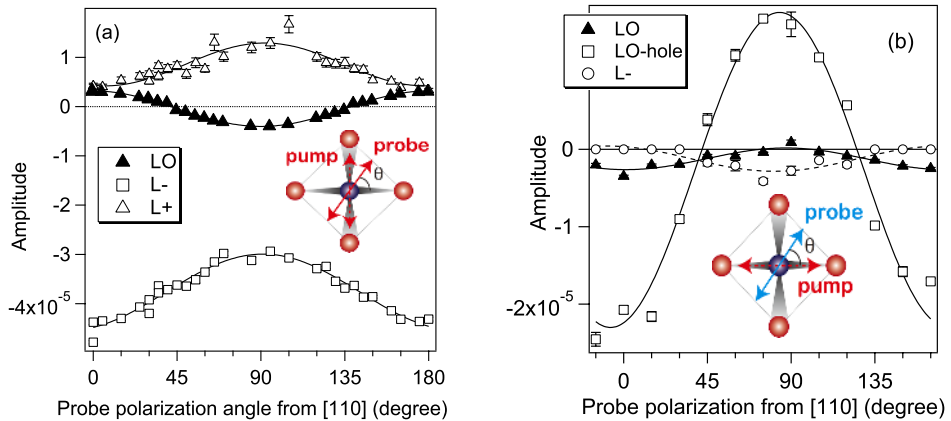 (a)
1
0
-1
-2
-3
-4x10⁻⁵
Amplitude
LO
L-
L+
pump
probe
θ
0
45
90
135
180
Probe polarization angle from [110] (degree)
(b)
LO
LO-hole
L-
0
-1
-2x10⁻⁵
Amplitude
probe
θ
pump
0
45
90
135
Probe polarization from [110] (degree)